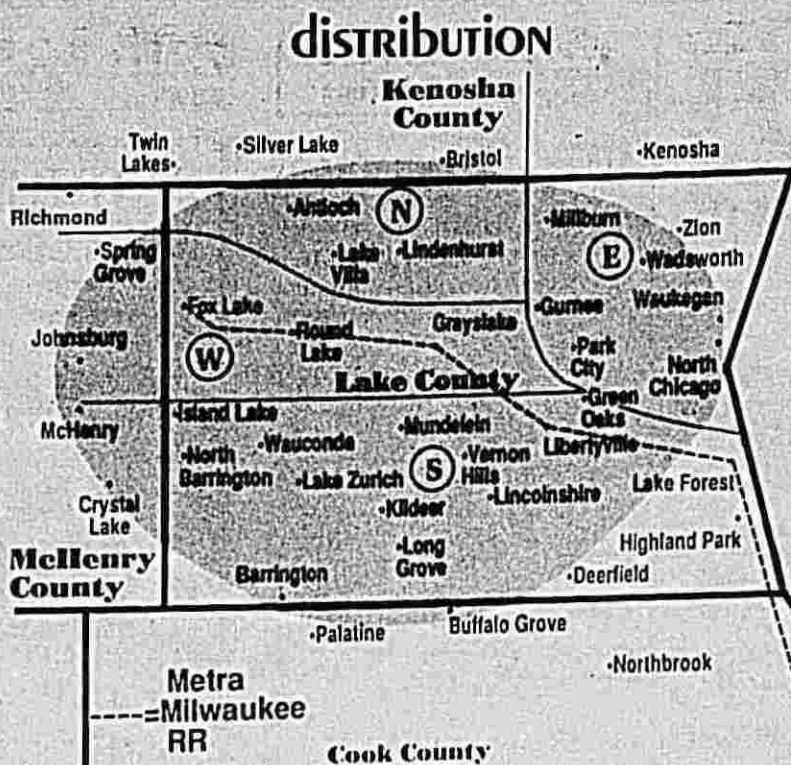 distribution
Kenosha
County
Twin
Lakes
Silver Lake
Bristol
Kenosha
Richmond
Antioch
N
Millburn
Zion
Spring
Grove
Lake
Villa
Lindenhurst
E
Wadsworth
Fox Lake
Gurnee
Waukegan
Johnsburg
Round
Lake
Grayslake
W
Park
City
North
Chicago
Lake County
Green
Oaks
McHenry
Island Lake
Mundelein
North
Barrington
Wauconda
S
Vernon
Hills
Libertyville
Lake Zurich
Lincolnshire
Lake Forest
Crystal
Lake
Kildeer
McHenry
County
Long
Grove
Highland Park
Barrington
Deerfield
Palatine
Buffalo Grove
Northbrook
Metra
=Milwaukee
RR
Cook County